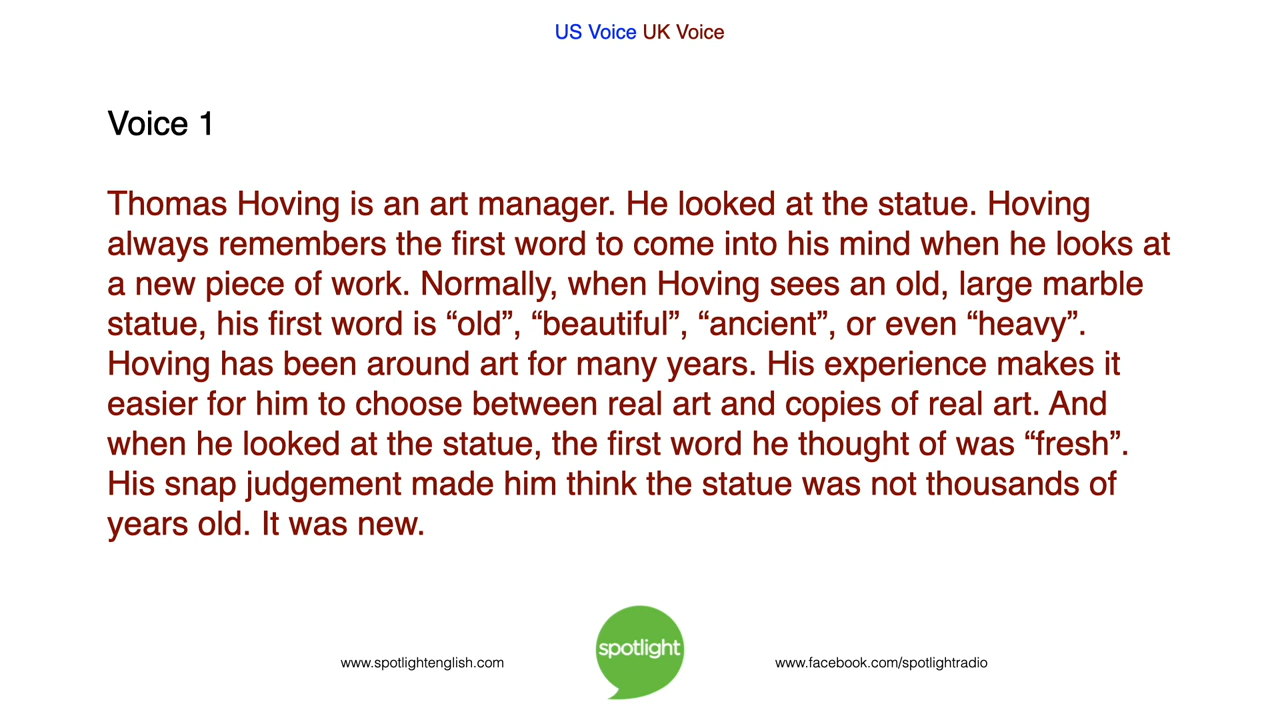 US Voice UK Voice
Voice 1
Thomas Hoving is an art manager. He looked at the statue. Hoving
always remembers the first word to come into his mind when he looks at
a new piece of work. Normally, when Hoving sees an old, large marble
statue, his first word is “old”, “beautiful”, “ancient”, or even “heavy”.
Hoving has been around art for many years. His experience makes it
easier for him to choose between real art and copies of real art. And
when he looked at the statue, the first word he thought of was “fresh”.
His snap judgement made him think the statue was not thousands of
years old. It was new.
www.spotlightenglish.com
spotlight
www.facebook.com/spotlightradio